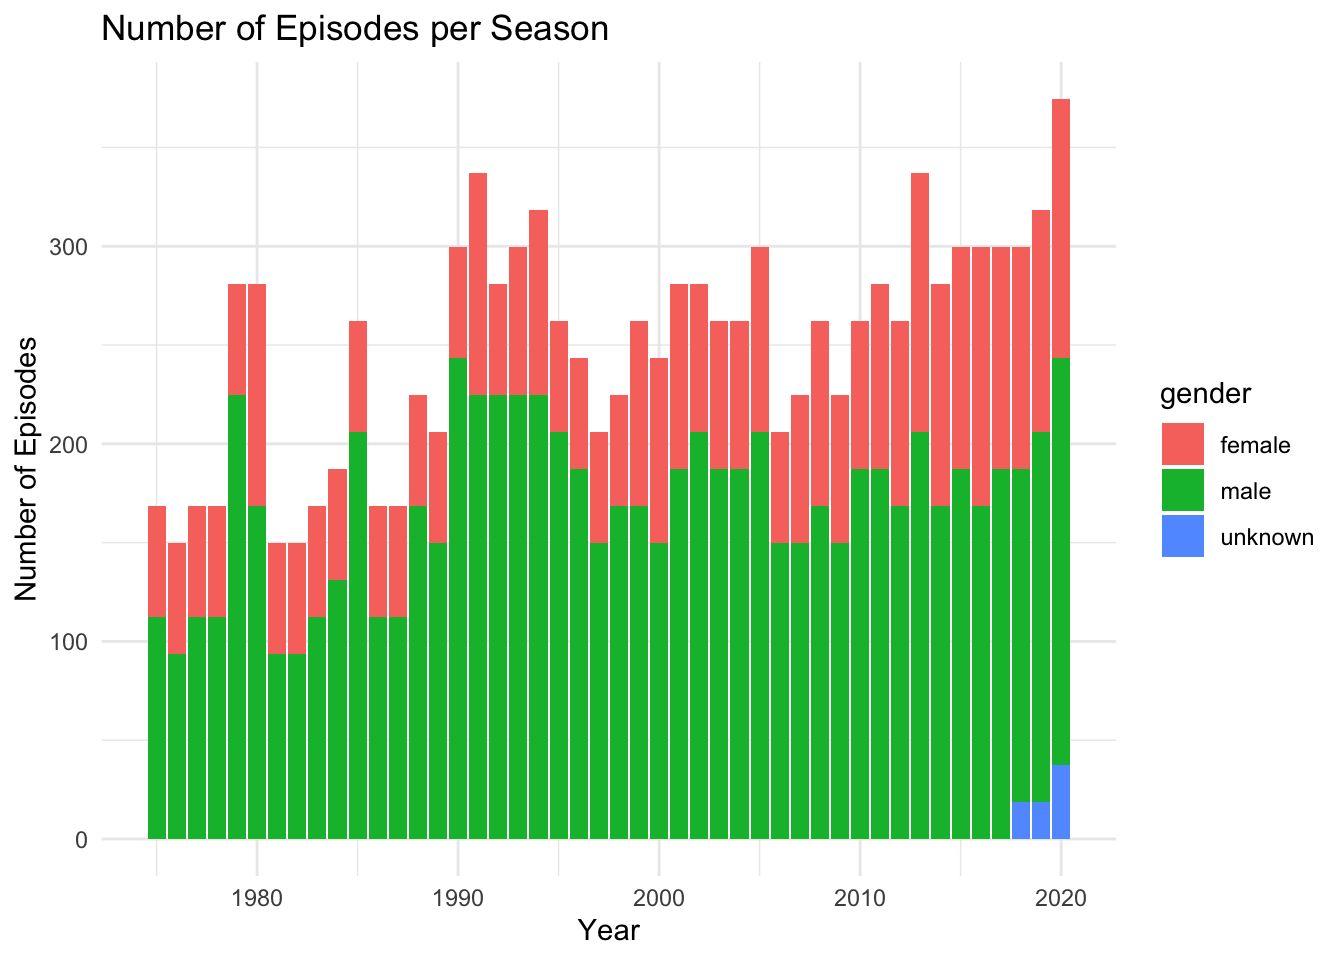 Number of Episodes per Season
Number of Episodes
300
200
100
0
1980 1990 2000 2010 2020
Year
gender
female
male
unknown